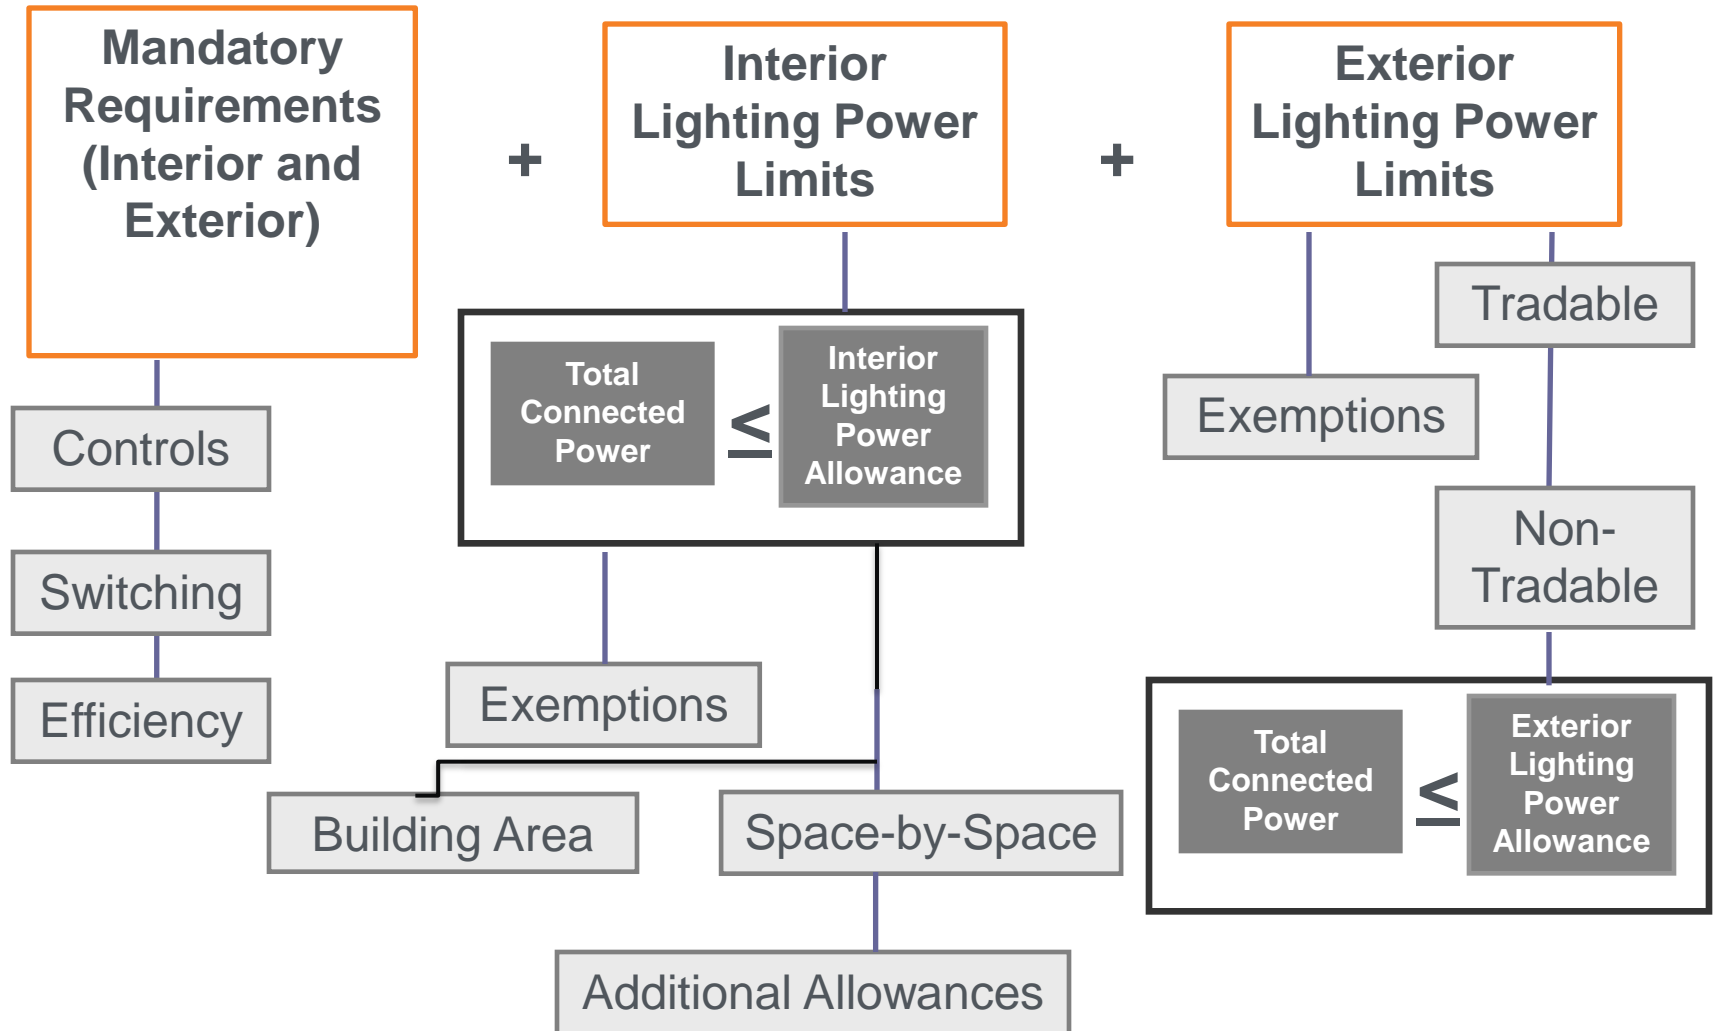 Mandatory
Requirements
(Interior and
Exterior)
+
Interior
Lighting Power
Limits
+
Exterior
Lighting Power
Limits
Controls
Switching
Efficiency
Total
Connected
Power
≤
Interior
Lighting
Power
Allowance
Exemptions
Building Area
Space-by-Space
Additional Allowances
Tradable
Exemptions
Non-
Tradable
Total
Connected
Power
≤
Exterior
Lighting
Power
Allowance